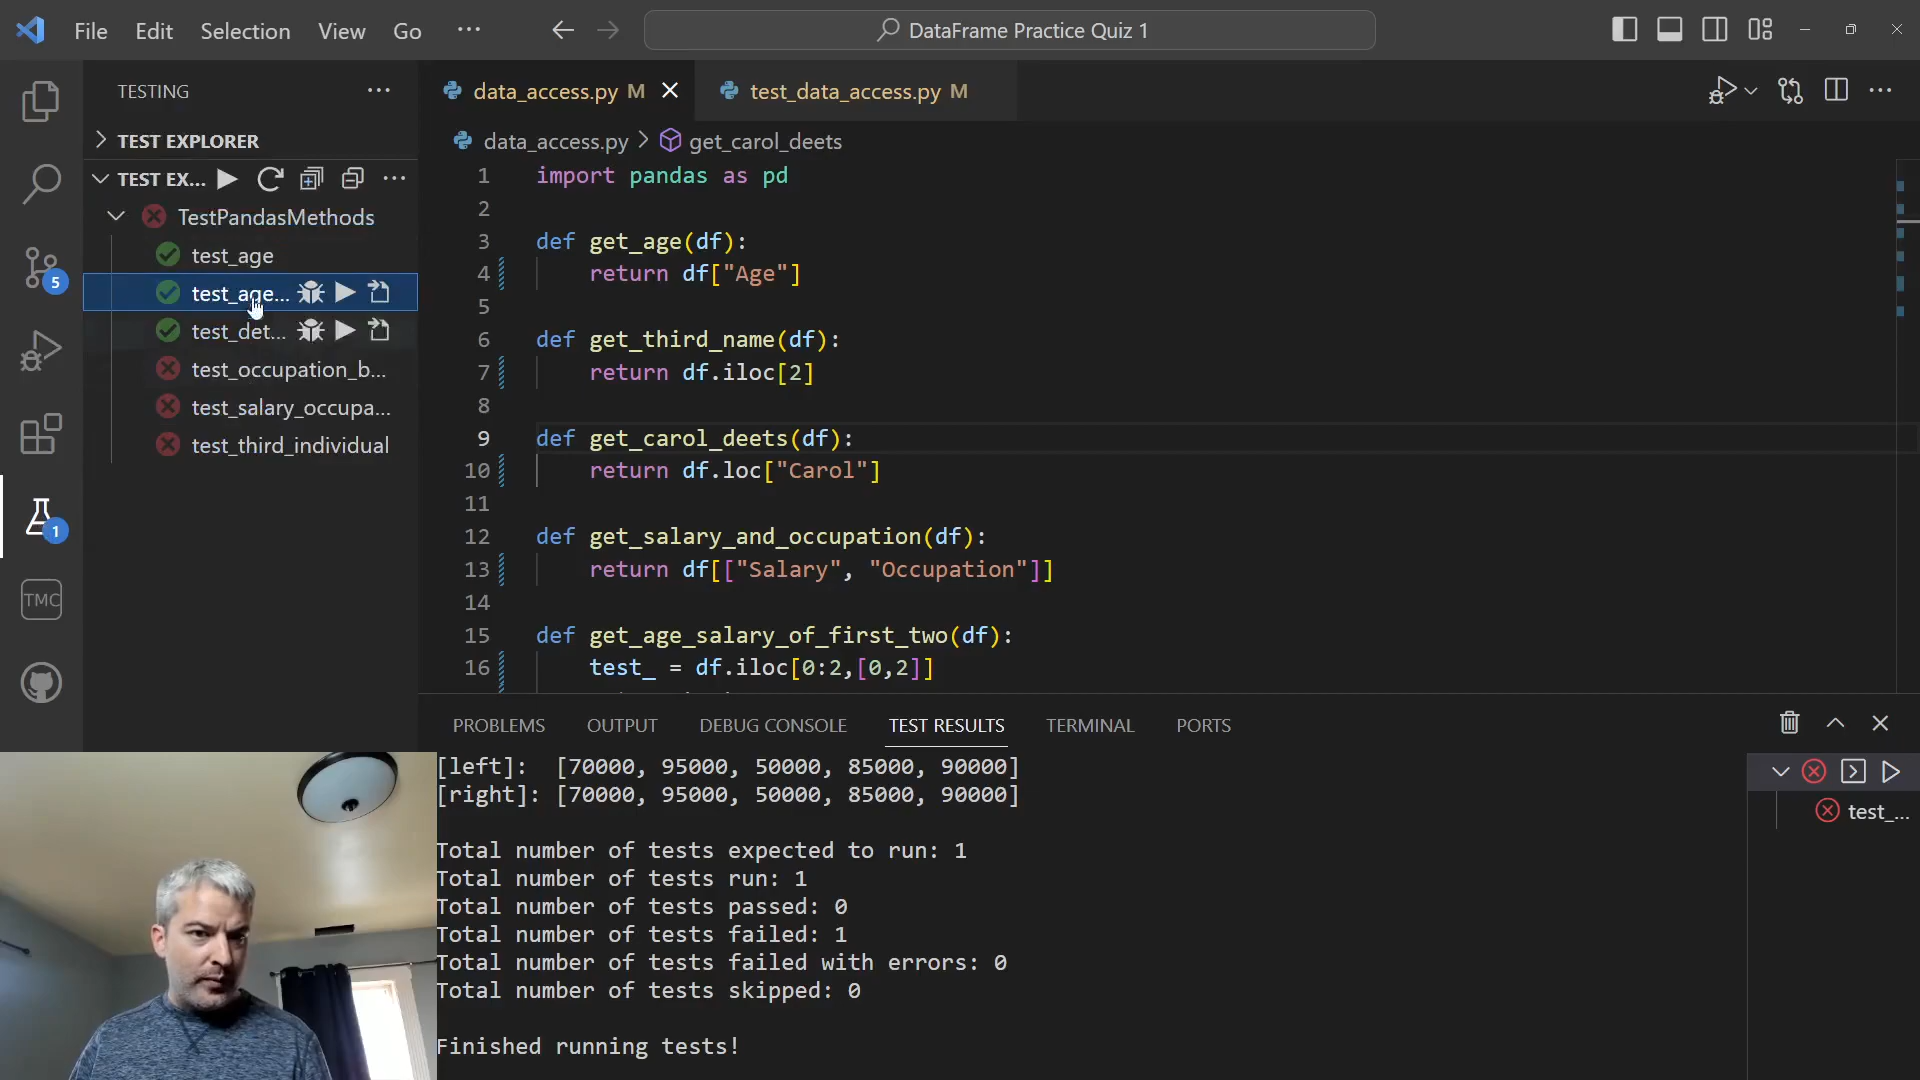 File Edit Selection View Go ···
DataFrame Practice Quiz 1
TESTING
TEST EXPLORER
TEST EX...
TestPandasMethods
test_age
test_age...
test_det...
test_occupation_b...
test_salary_occupa...
test_third_individual
5
1
TMC
data_access.py M
test_data_access.py M
data_access.py > get_carol_deets
1 import pandas as pd
2
3 def get_age(df):
4 return df["Age"]
5
6 def get_third_name(df):
7 return df.iloc[2]
8
9 def get_carol_deets(df):
10 return df.loc["Carol"]
11
12 def get_salary_and_occupation(df):
13 return df[["Salary", "Occupation"]]
14
15 def get_age_salary_of_first_two(df):
16 test_ = df.iloc[0:2,[0,2]]
PROBLEMS OUTPUT DEBUG CONSOLE TEST RESULTS TERMINAL PORTS
[left]: [70000, 95000, 50000, 85000, 90000]
[right]: [70000, 95000, 50000, 85000, 90000]
Total number of tests expected to run: 1
Total number of tests run: 1
Total number of tests passed: 0
Total number of tests failed: 1
Total number of tests failed with errors: 0
Total number of tests skipped: 0
Finished running tests!
test_...